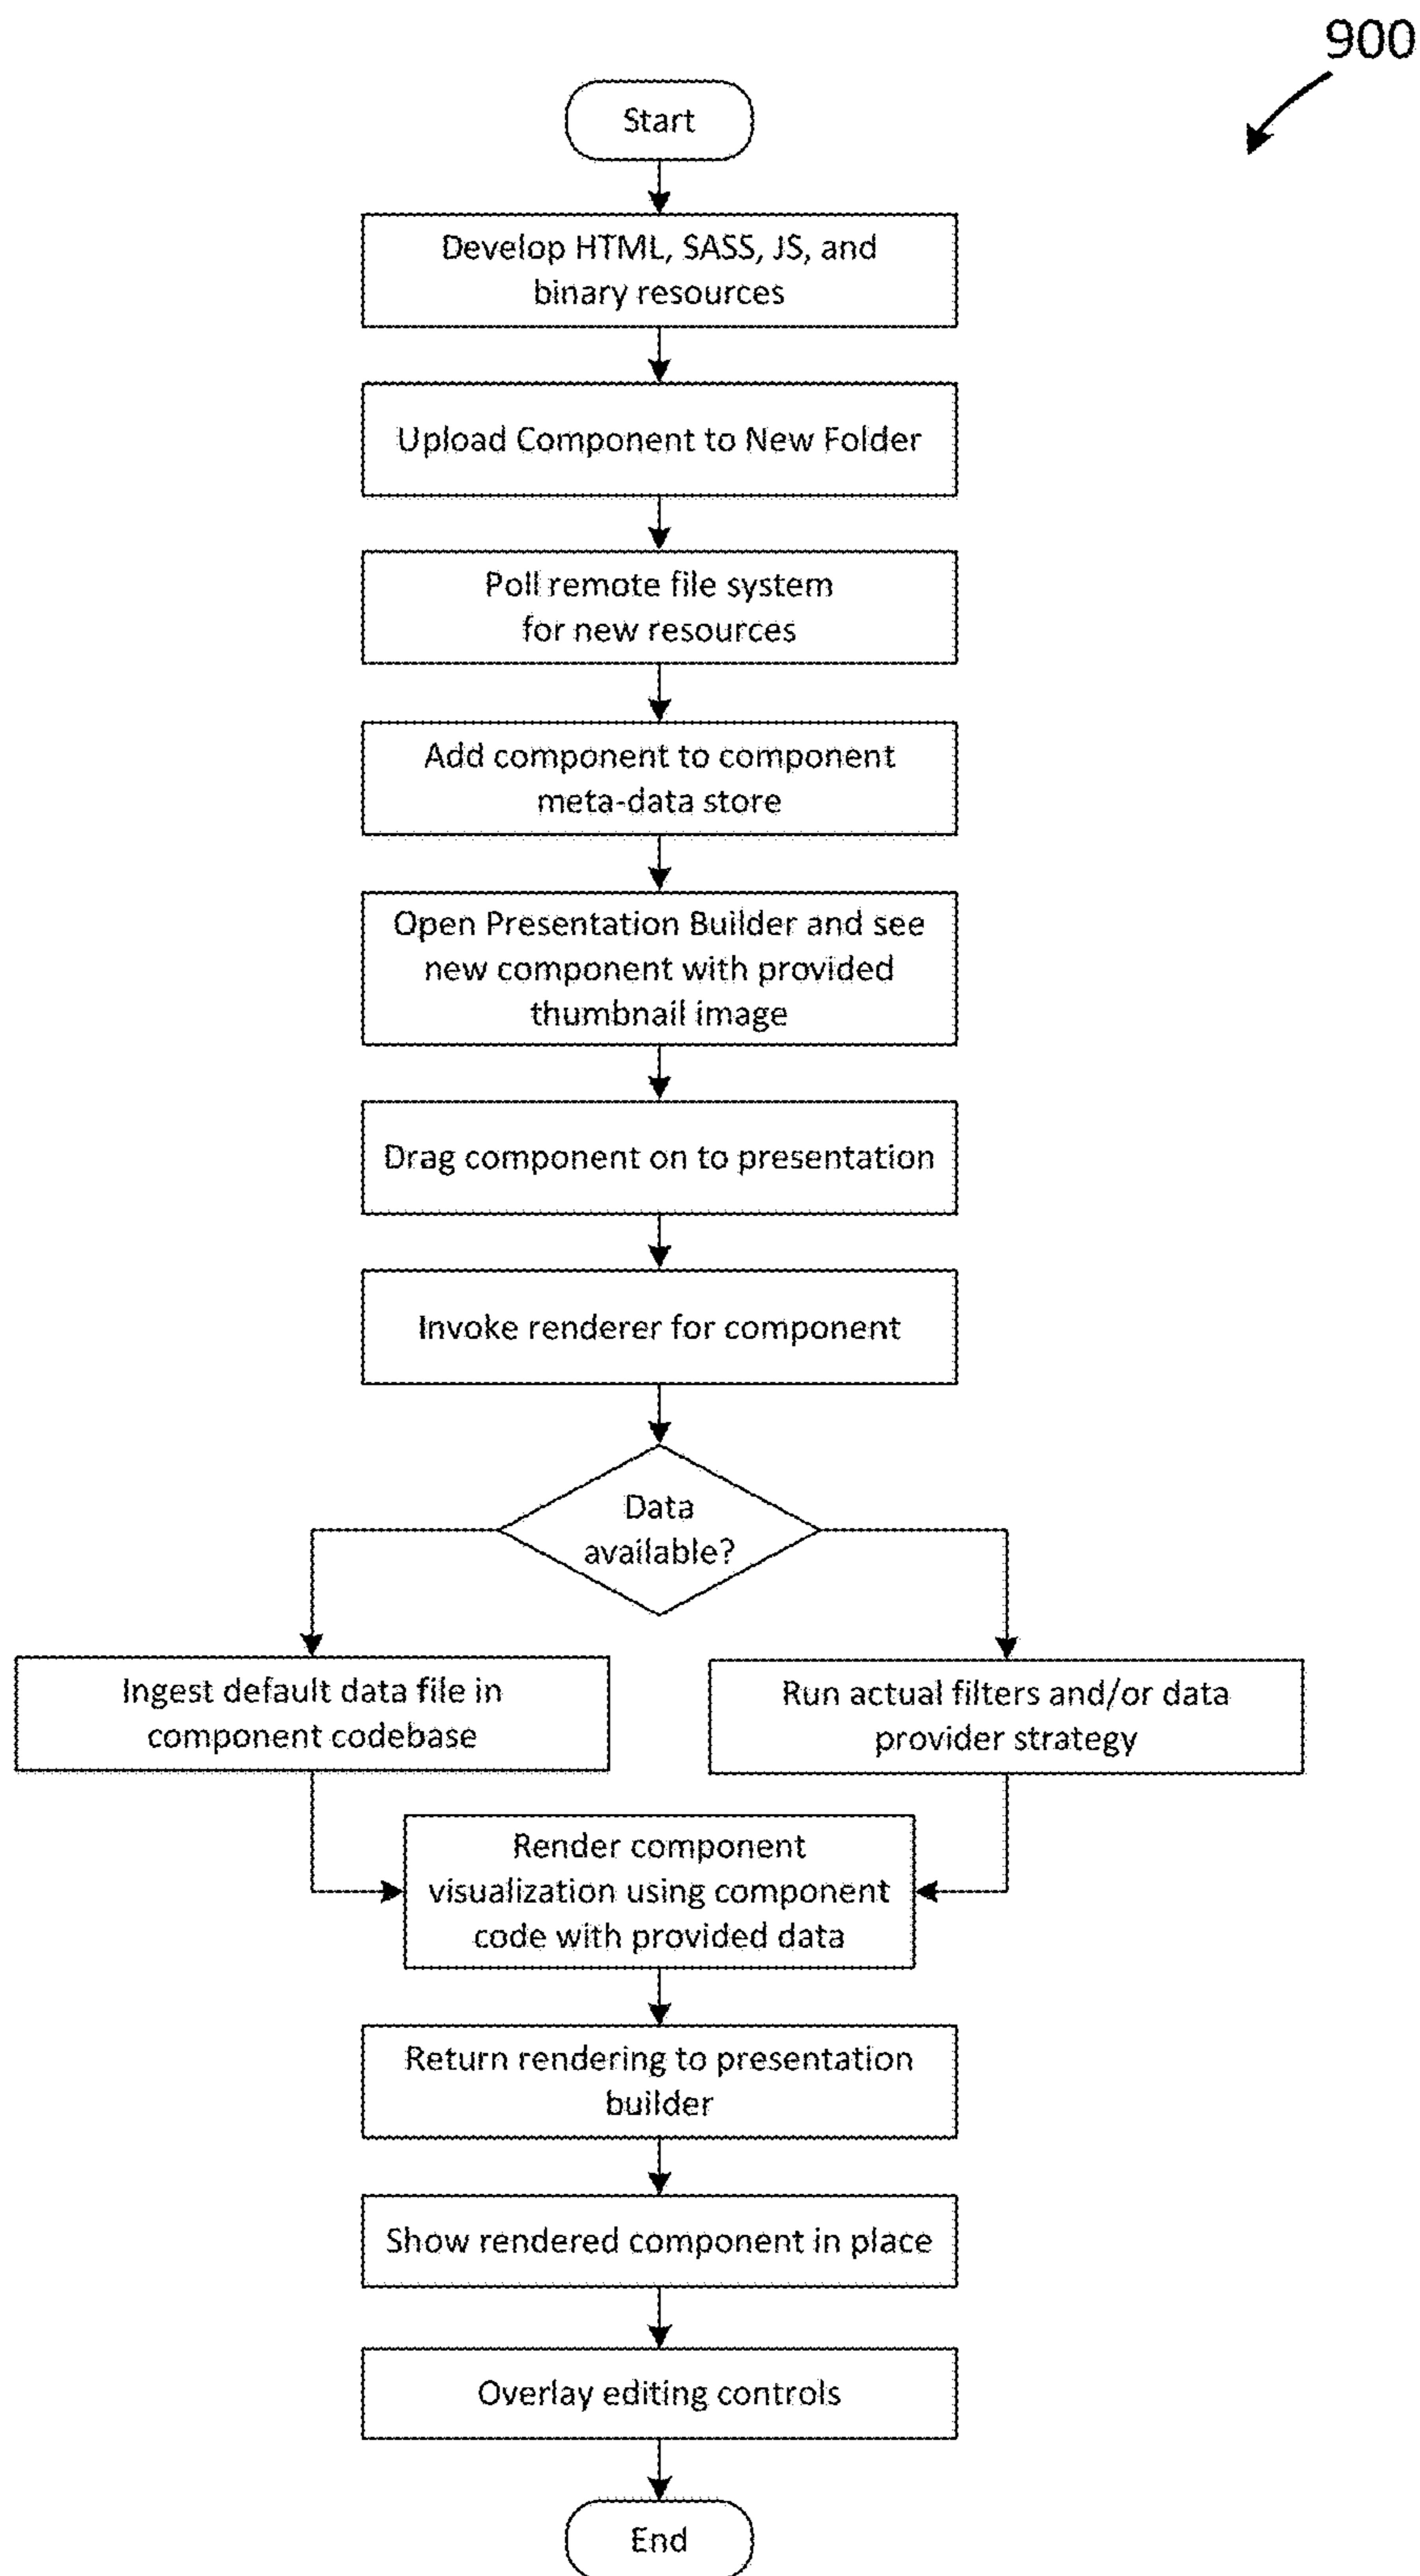 900
Start
Develop HTML, SASS, JS, and
binary resources
Upload Component to New Folder
Poll remote file system
for new resources
Add component to component
meta-data store
Open Presentation Builder and see
new component with provided
thumbnail image
Drag component on to presentation
Invoke renderer for component
Data
available?
Ingest default data file in
component codebase
Run actual filters and/or data
provider strategy
Render component
visualization using component
code with provided data
Return rendering to presentation
builder
Show rendered component in place
Overlay editing controls
End